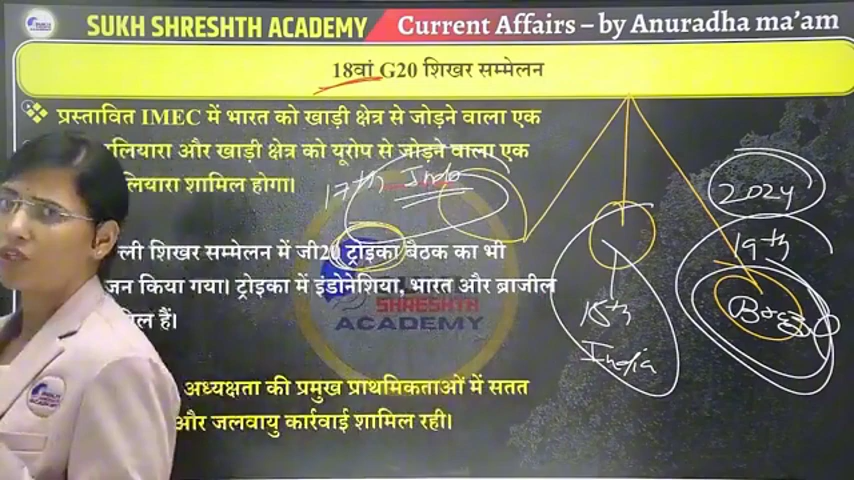 SUKH SHRESHTH ACADEMY
Current Affairs – by Anuradha ma'am
18वां G20 शिखर सम्मेलन
प्रस्तावित IMEC में भारत को खाड़ी क्षेत्र से जोड़ने वाला एक
लियारा और खाड़ी क्षेत्र को यूरोप से जोड़ने वाला एक
लियारा शामिल होगा।
17th Indo
2024
19th
ली शिखर सम्मेलन में जी20 ट्रोइका बैठक का भी
जन किया गया। ट्रोइका में इंडोनेशिया, भारत और ब्राजील
हैं।
18th
India
SHRESHTH
ACADEMY
अध्यक्षता की प्रमुख प्राथमिकताओं में सतत
और जलवायु कार्रवाई शामिल रही।